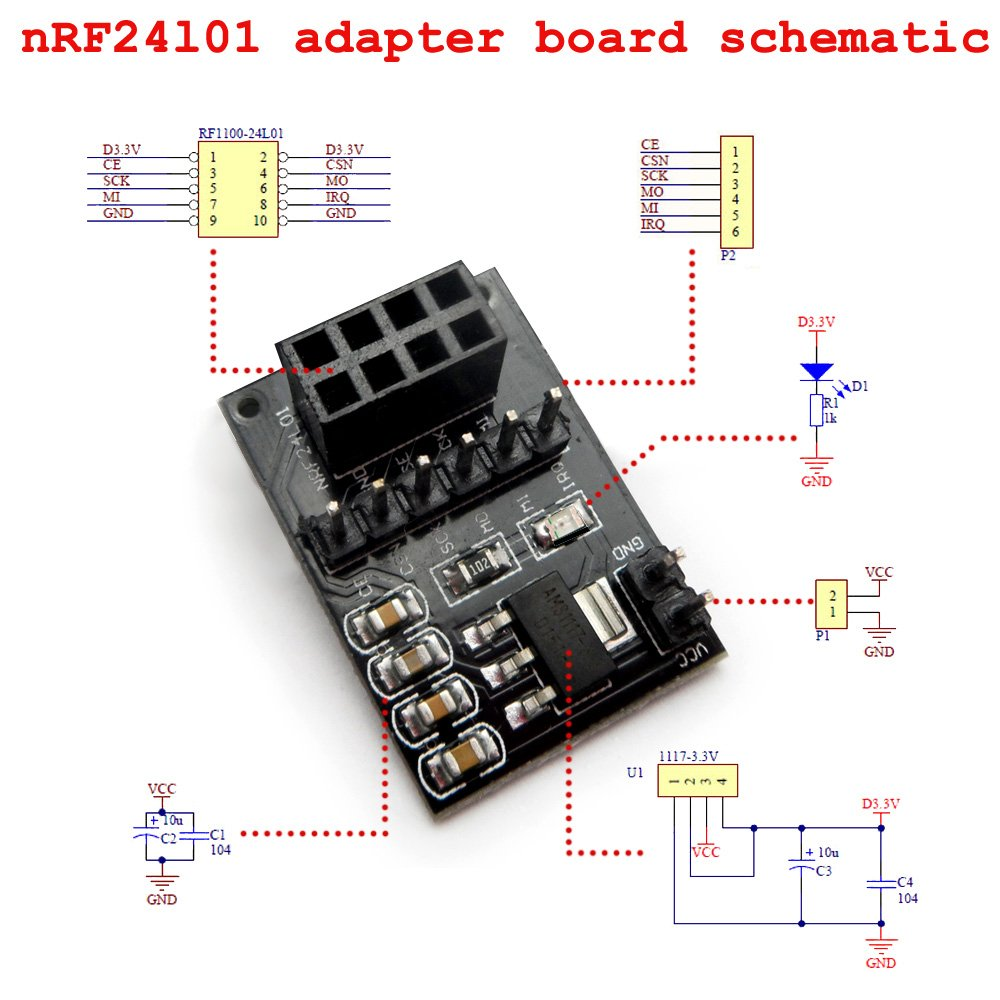 nRF24l01 adapter board schematic
RF1100-24L01
D3.3V 1 2 D3.3V
CE 3 4 CSN
SCK 5 6 MO
MI 7 8 IRQ
GND 9 10 GND
CE 1
CSN 2
SCK 3
MO 4
MI 5
IRQ 6
P2
D3.3V
D1
R1
1k
GND
NRF24L01
GND
CE
CK
IRQ
MI
MO
SCK
CSN
CE
102
GND
VCC
VCC
2
1
P1
GND
VCC
+ 10u
C2
C1
104
GND
1117-3.3V
U1
1 2 3 4
VCC
D3.3V
+ 10u
C3
C4
104
GND